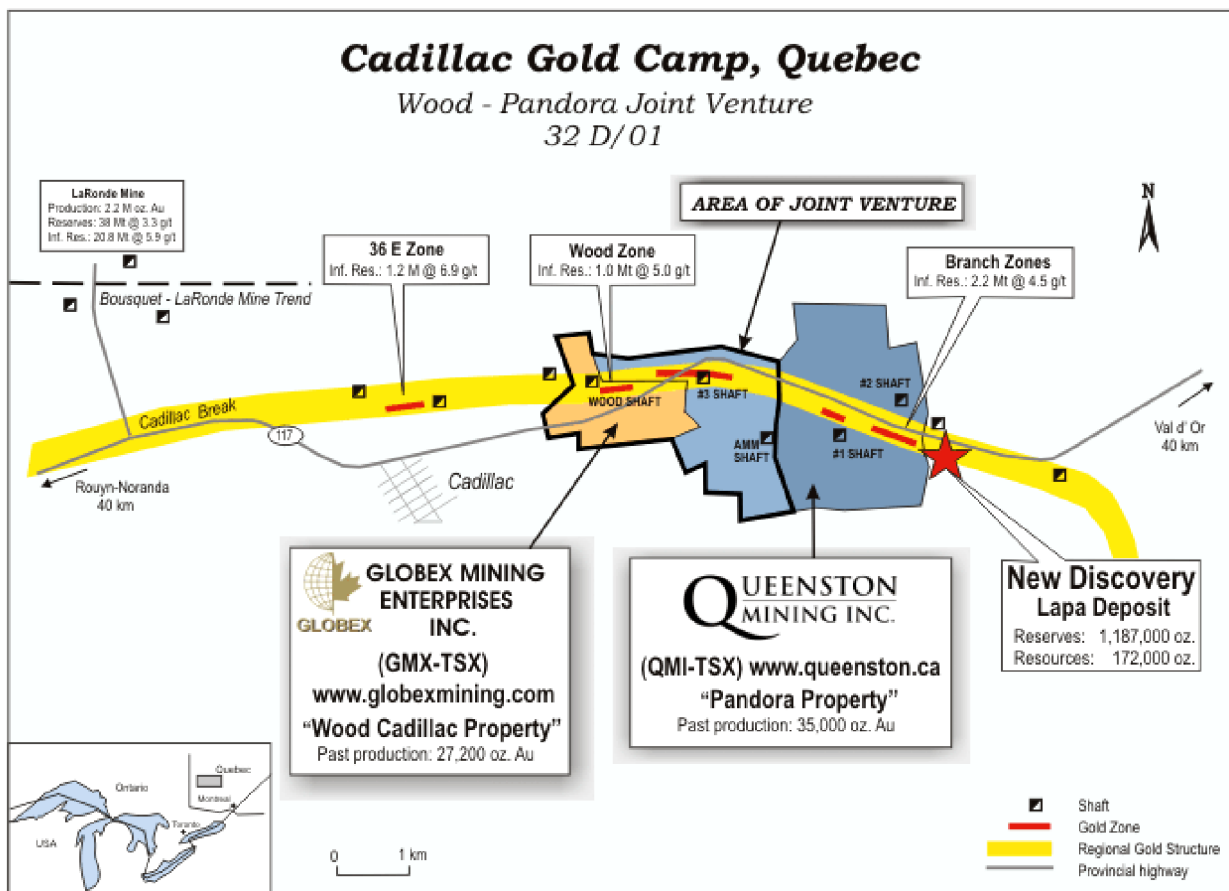 Cadillac Gold Camp, Quebec
Wood - Pandora Joint Venture
32 D/01
LaRonde Mine
Production: 2.2 M oz. Au
Reserves: 38 Mt @ 3.3 g/t
Inf. Res.: 20.8 Mt @ 5.9 g/t
AREA OF JOINT VENTURE
N
36 E Zone
Inf. Res.: 1.2 M @ 6.9 g/t
Wood Zone
Inf. Res.: 1.0 Mt @ 5.0 g/t
Branch Zones
Inf. Res.: 2.2 Mt @ 4.5 g/t
Bousquet - LaRonde Mine Trend
Cadillac Break
WOOD SHAFT
#3 SHAFT
#2 SHAFT
#1 SHAFT
AMM
SHAFT
117
Val d' Or
40 km
Rouyn-Noranda
40 km
Cadillac
GLOBEX
GLOBEX MINING
ENTERPRISES
INC.
(GMX-TSX)
www.globexmining.com
“Wood Cadillac Property”
Past production: 27,200 oz. Au
QUEENSTON
MINING INC.
(QMI-TSX) www.queenston.ca
“Pandora Property”
Past production: 35,000 oz. Au
New Discovery
Lapa Deposit
Reserves: 1,187,000 oz.
Resources: 172,000 oz.
Quebec
Ontario
Montreal
Toronto
USA
0 1 km
Shaft
Gold Zone
Regional Gold Structure
Provincial highway